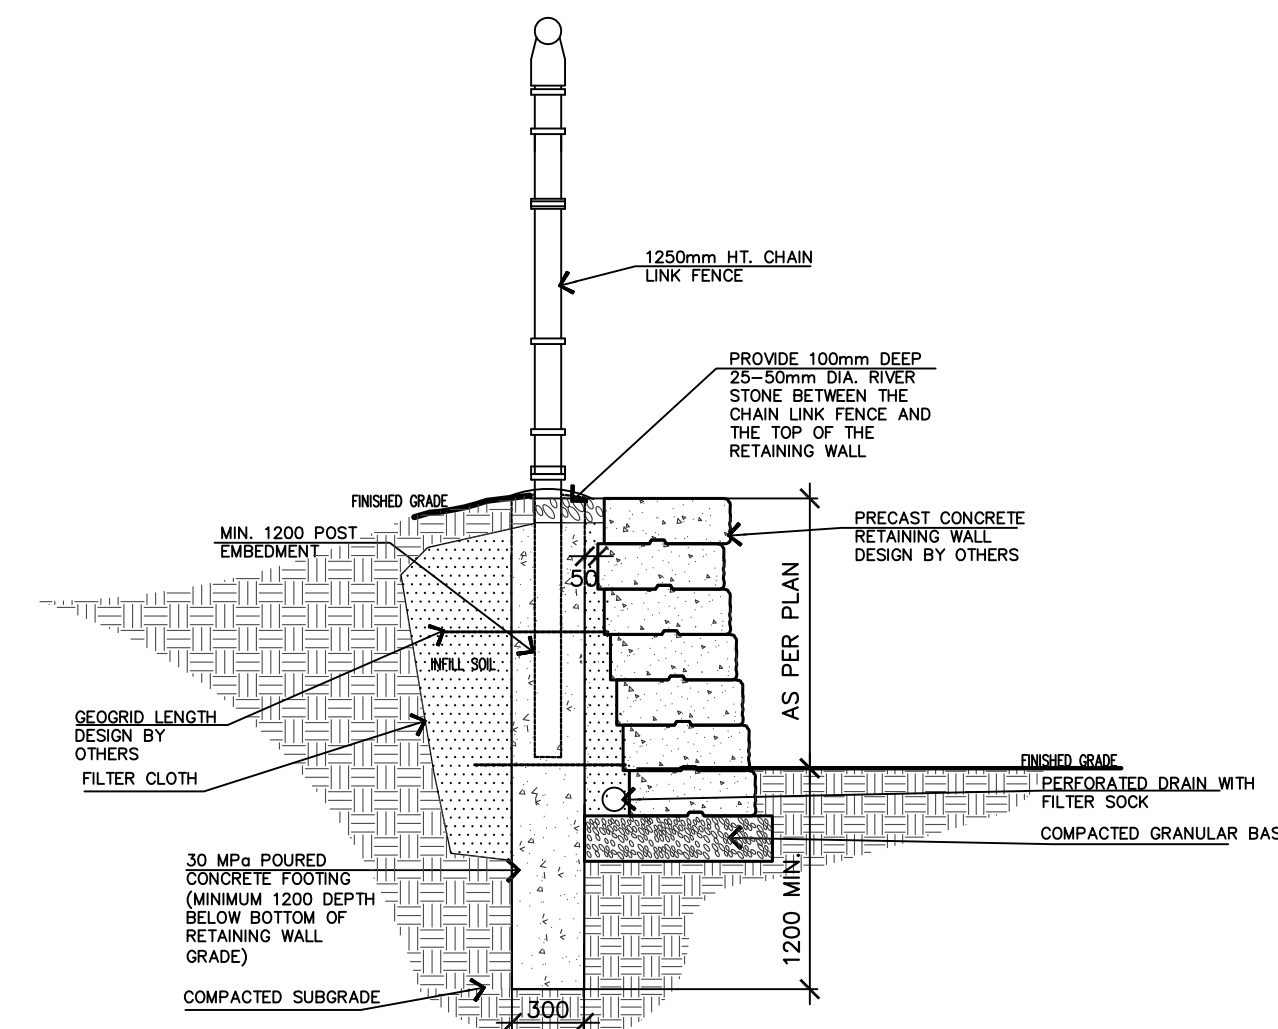 1250mm HT. CHAIN
LINK FENCE
PROVIDE 100mm DEEP
25-50mm DIA. RIVER
STONE BETWEEN THE
CHAIN LINK FENCE AND
THE TOP OF THE
RETAINING WALL
FINISHED GRADE
MIN. 1200 POST
EMBEDMENT
PRECAST CONCRETE
RETAINING WALL
DESIGN BY OTHERS
50
AS PER PLAN
INFILL SOIL
GEOGRID LENGTH
DESIGN BY
OTHERS
FILTER CLOTH
FINISHED GRADE
PERFORATED DRAIN WITH
FILTER SOCK
COMPACTED GRANULAR BAS
30 MPa POURED
CONCRETE FOOTING
(MINIMUM 1200 DEPTH
BELOW BOTTOM OF
RETAINING WALL
GRADE)
1200 MIN.
COMPACTED SUBGRADE
300